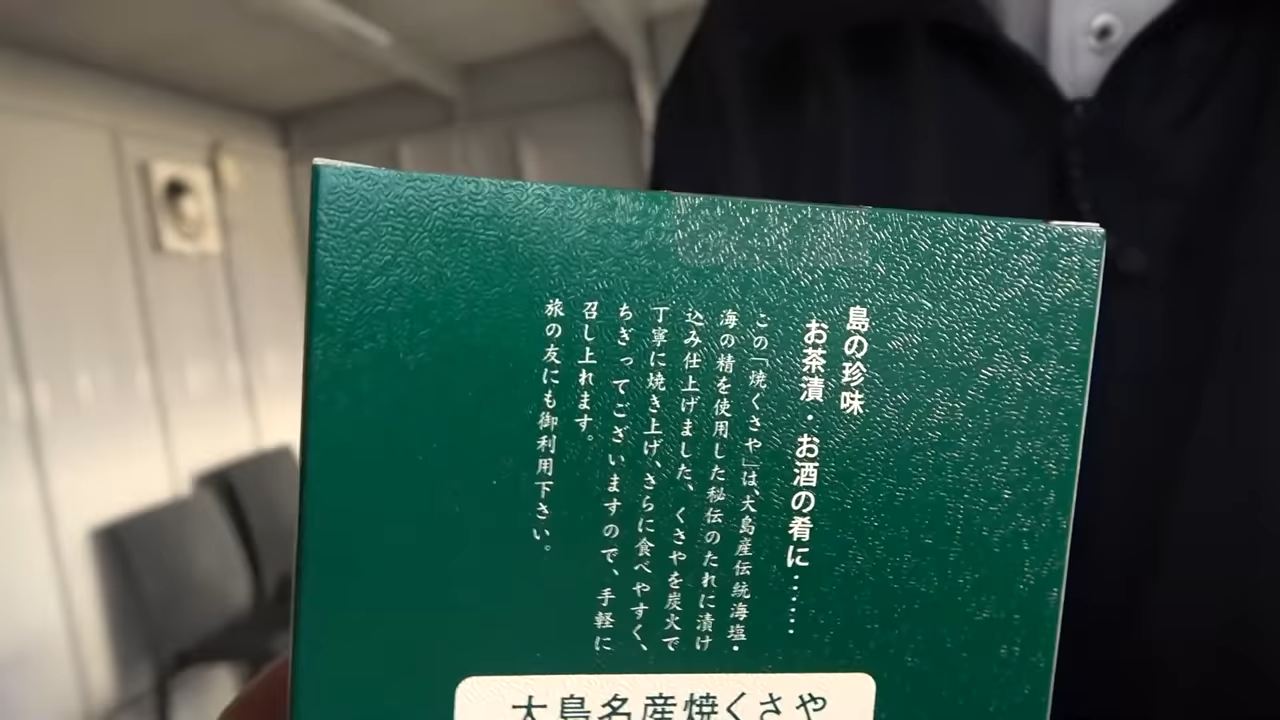 島の珍味
お茶漬・お酒の肴に……
この「焼くさや」は、大島産伝統海塩・
海の精を使用した秘伝のたれに漬け
込み仕上げました、くさやを炭火で
丁寧に焼き上げ、さらに食べやすく、
ちぎってございますので、手軽に
召し上れます。
旅の友にも御利用下さい。
大島名産焼くさや